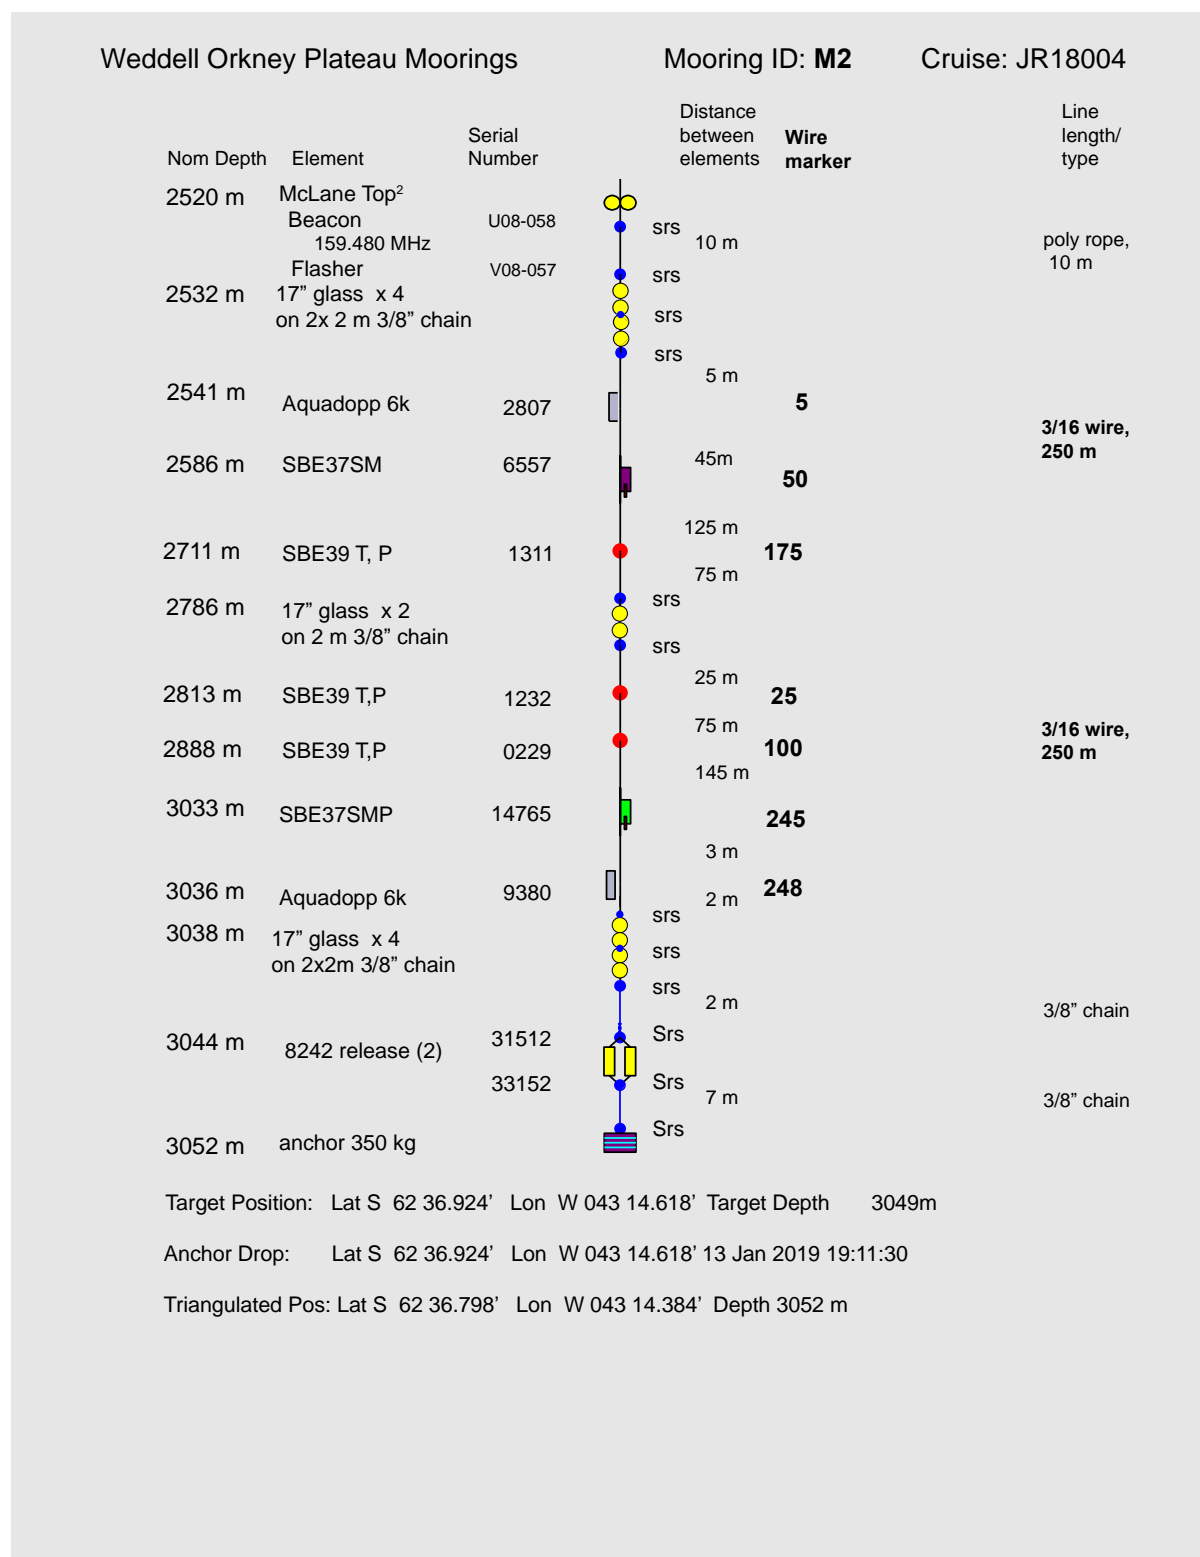 Weddell Orkney Plateau Moorings Mooring ID: M2 Cruise: JR18004
Distance Line
Serial between Wire length/
Nom Depth Element Number elements marker type
2520 m McLane Top²
Beacon U08-058 srs
159.480 MHz 10 m poly rope,
10 m
Flasher V08-057 srs
2532 m 17” glass x 4
on 2x 2 m 3/8” chain srs
srs
5 m
2541 m Aquadopp 6k 2807 5
3/16 wire,
250 m
2586 m SBE37SM 6557 45m 50
125 m
2711 m SBE39 T, P 1311 175
75 m
2786 m 17” glass x 2 srs
on 2 m 3/8” chain srs
25 m
2813 m SBE39 T,P 1232 25
75 m 3/16 wire,
2888 m SBE39 T,P 0229 100 250 m
145 m
3033 m SBE37SMP 14765 245
3 m
3036 m Aquadopp 6k 9380 2 m 248
srs
3038 m 17” glass x 4 srs
on 2x2m 3/8” chain
srs
2 m 3/8” chain
3044 m 8242 release (2) 31512 Srs
33152 Srs
7 m 3/8” chain
3052 m anchor 350 kg Srs
Target Position: Lat S 62 36.924’ Lon W 043 14.618’ Target Depth 3049m
Anchor Drop: Lat S 62 36.924’ Lon W 043 14.618’ 13 Jan 2019 19:11:30
Triangulated Pos: Lat S 62 36.798’ Lon W 043 14.384’ Depth 3052 m